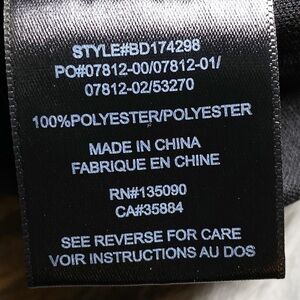 STYLE#BD174298
PO#07812-00/07812-01/
07812-02/53270
100%POLYESTER/POLYESTER
MADE IN CHINA
FABRIQUE EN CHINE
RN#135090
CA#35884
SEE REVERSE FOR CARE
VOIR INSTRUCTIONS AU DOS